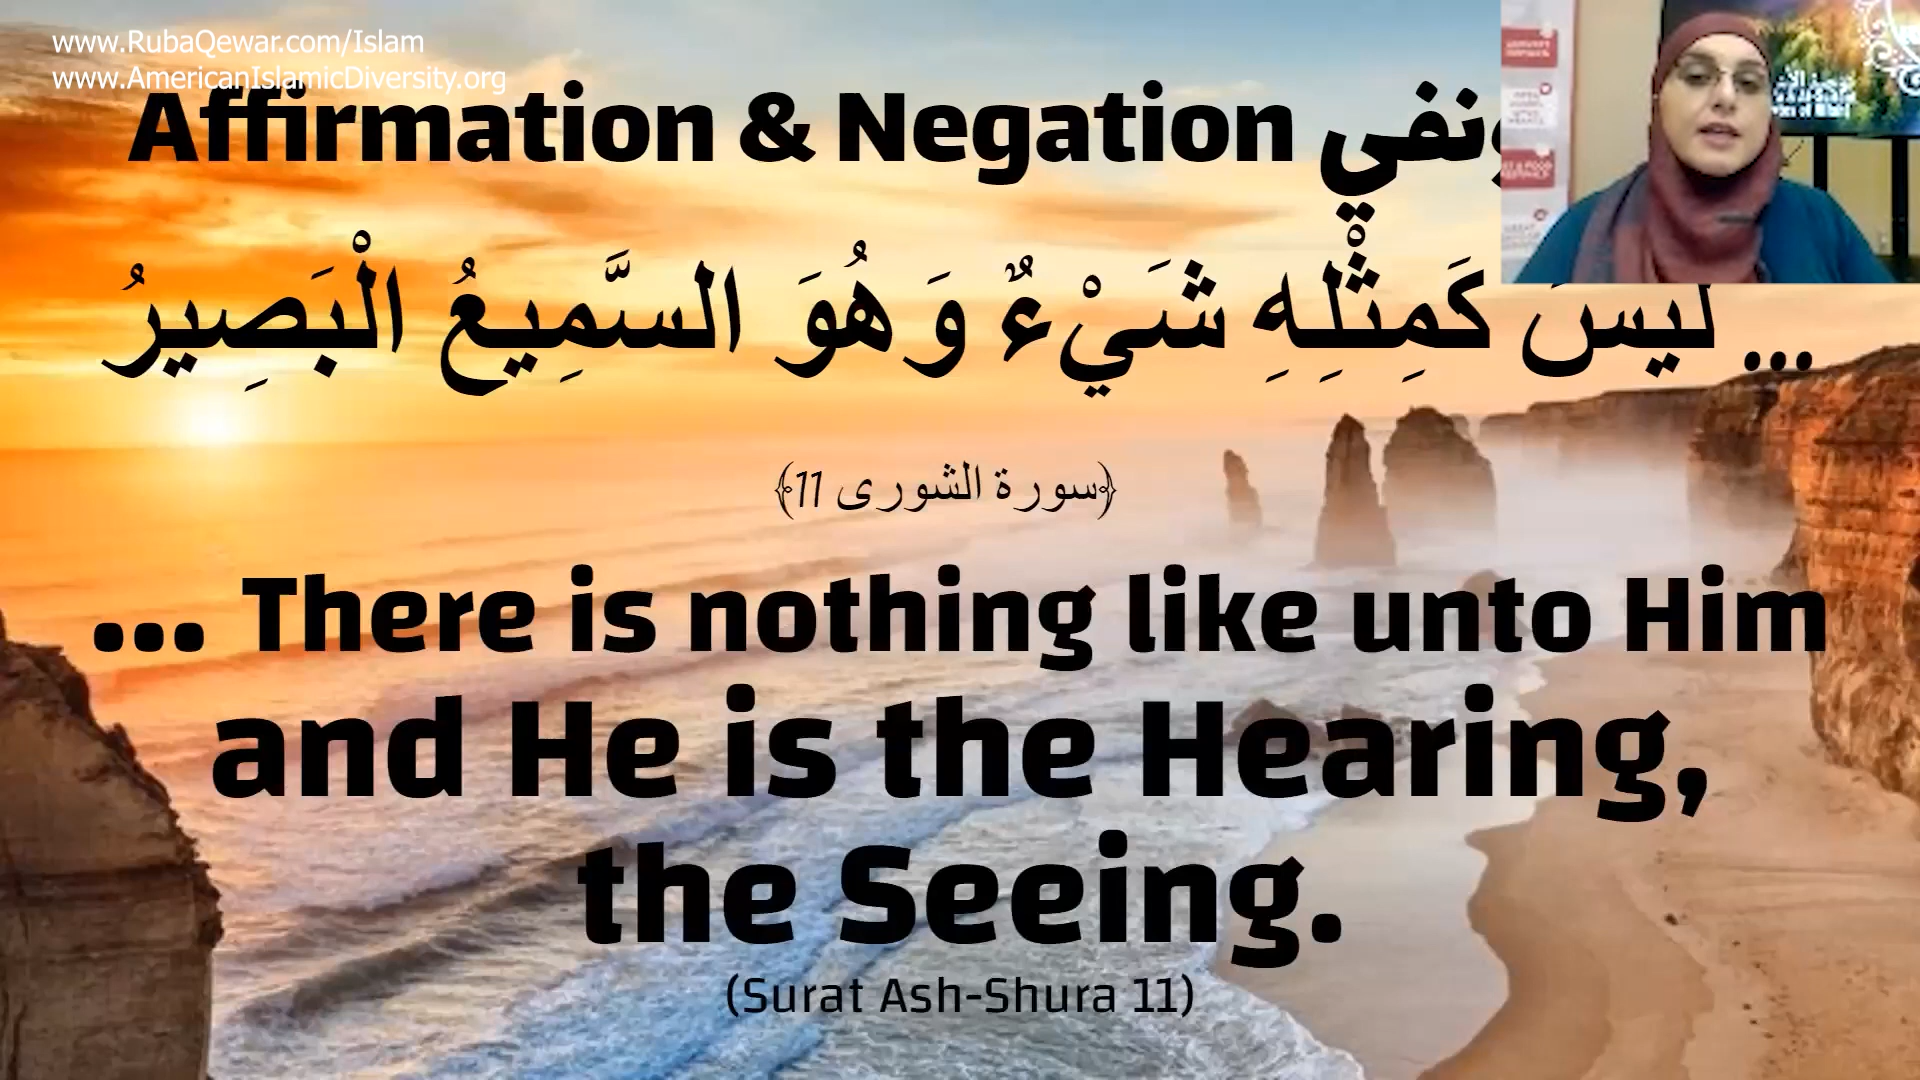 www.RubaQewar.com/Islam
www.AmericanIslamicDiversity.org
Affirmation & Negation ونفي
... لَيسَ كَمِثْلِهِ شَيْءٌ وَهُوَ السَّمِيعُ الْبَصِيرُ
﴿سورة الشورى 11﴾
... There is nothing like unto Him
and He is the Hearing,
the Seeing.
(Surat Ash-Shura 11)